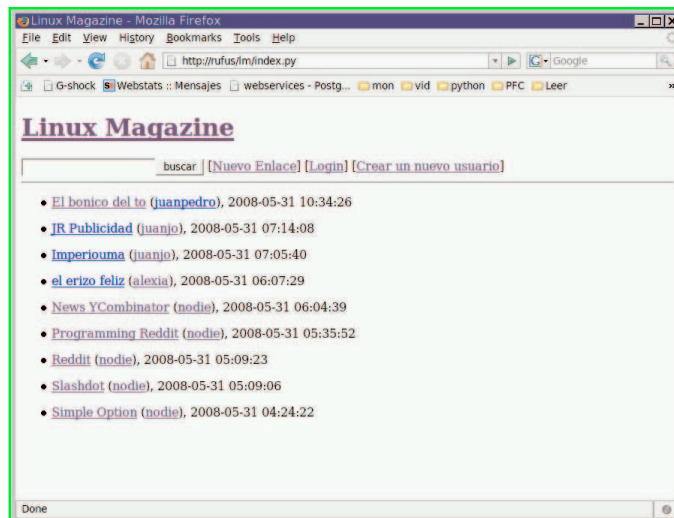 Linux Magazine - Mozilla Firefox
File Edit View History Bookmarks Tools Help
http://rufus/lm/index.py
G Google
G-shock Webstats :: Mensajes webservices - Postg... mon vid python PFC Leer »
Linux Magazine
buscar [Nuevo Enlace] [Login] [Crear un nuevo usuario]
• El bonico del to (juanpedro), 2008-05-31 10:34:26
• JR Publicidad (juanjo), 2008-05-31 07:14:08
• Imperiouma (juanjo), 2008-05-31 07:05:40
• el erizo feliz (alexia), 2008-05-31 06:07:29
• News YCombinator (nodie), 2008-05-31 06:04:39
• Programming Reddit (nodie), 2008-05-31 05:35:52
• Reddit (nodie), 2008-05-31 05:09:23
• Slashdot (nodie), 2008-05-31 05:09:06
• Simple Option (nodie), 2008-05-31 04:24:22
Done